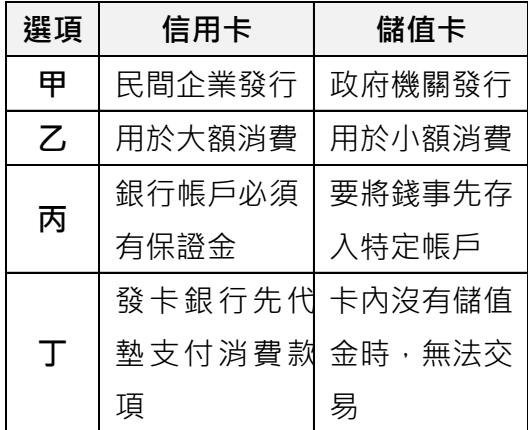 選項 信用卡 儲值卡
甲 民間企業發行 政府機關發行
乙 用於大額消費 用於小額消費
丙 銀行帳戶必須有保證金 要將錢事先存入特定帳戶
丁 發卡銀行先代墊支付消費款項 卡內沒有儲值金時，無法交易